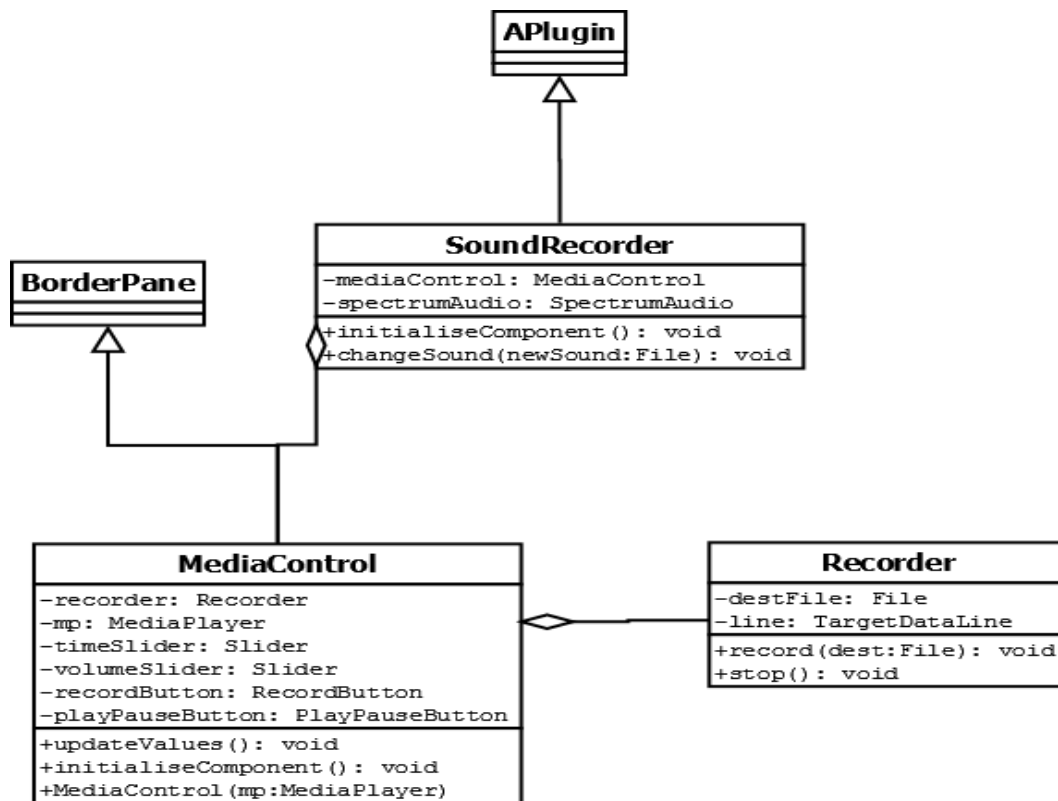 APlugin
SoundRecorder
-mediaControl: MediaControl
-spectrumAudio: SpectrumAudio
+initialiseComponent(): void
+changeSound(newSound:File): void
BorderPane
MediaControl
-recorder: Recorder
-mp: MediaPlayer
-timeSlider: Slider
-volumeSlider: Slider
-recordButton: RecordButton
-playPauseButton: PlayPauseButton
+updateValues(): void
+initialiseComponent(): void
+MediaControl(mp:MediaPlayer)
Recorder
-destFile: File
-line: TargetDataLine
+record(dest:File): void
+stop(): void